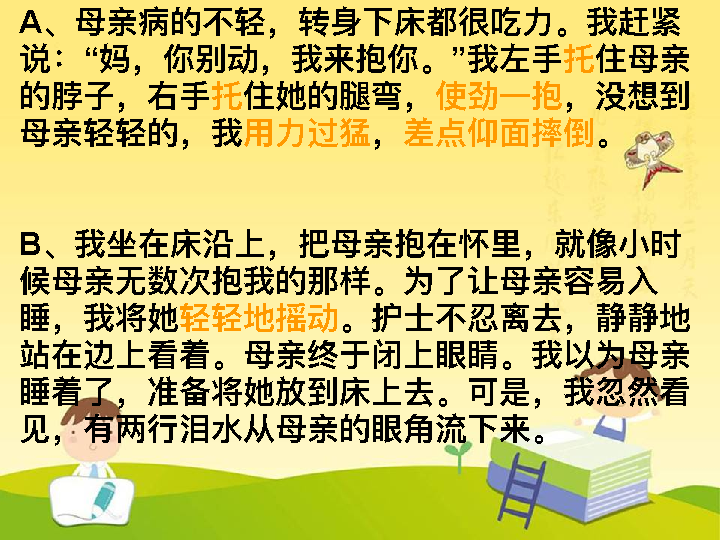 A、母亲病的不轻，转身下床都很吃力。我赶紧
说：“妈，你别动，我来抱你。”我左手托住母亲
的脖子，右手托住她的腿弯，使劲一抱，没想到
母亲轻轻的，我用力过猛，差点仰面摔倒。
B、我坐在床沿上，把母亲抱在怀里，就像小时
候母亲无数次抱我的那样。为了让母亲容易入
睡，我将她轻轻地摇动。护士不忍离去，静静地
站在边上看着。母亲终于闭上眼睛。我以为母亲
睡着了，准备将她放到床上去。可是，我忽然看
见，有两行泪水从母亲的眼角流下来。